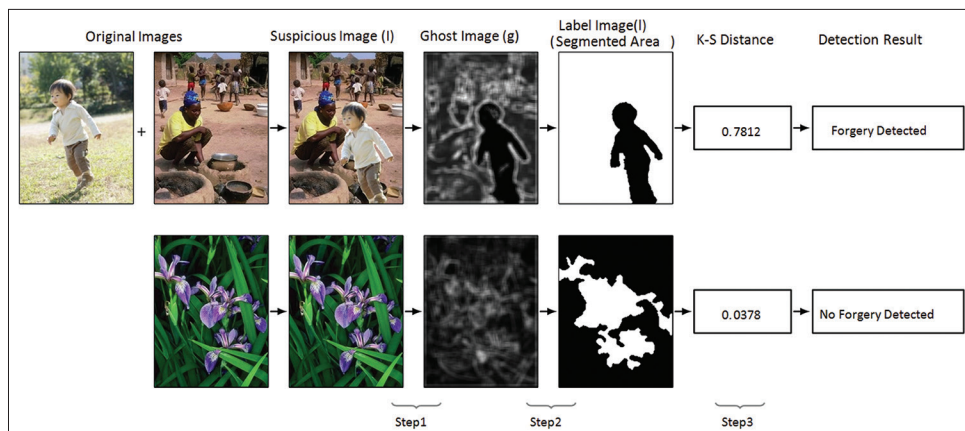 Original Images
Suspicious Image (I)
Ghost Image (g)
Label Image(l)
(Segmented Area )
K-S Distance
Detection Result
+
0.7812
Forgery Detected
0.0378
No Forgery Detected
Step1
Step2
Step3